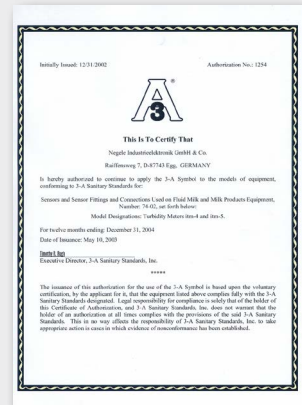 Initially Issued: 12/31/2002 Authorization No.: 1254
A
3
®
This Is To Certify That
Negele Industrieelektronik GmbH & Co.
Raiffeisenweg 7, D-87743 Egg, GERMANY
Is hereby authorized to continue to apply the 3-A Symbol to the models of equipment,
conforming to 3-A Sanitary Standards for:
Sensors and Sensor Fittings and Connections Used on Fluid Milk and Milk Products Equipment,
Number: 74-02, set forth below:
Model Designations: Turbidity Meters itm-4 and itm-5.
For twelve months ending: December 31, 2004
Date of Issuance: May 10, 2005
Timothy R. Rugh
Executive Director, 3-A Sanitary Standards, Inc.
*****
The issuance of this authorization for the use of the 3-A Symbol is based upon the voluntary
certification, by the applicant for it, that the equipment listed above complies fully with the 3-A
Sanitary Standards designated. Legal responsibility for compliance is solely that of the holder of
this Certificate of Authorization, and 3-A Sanitary Standards, Inc. does not warrant that the
holder of an authorization at all times complies with the provisions of the said 3-A Sanitary
Standards. This in no way affects the responsibility of 3-A Sanitary Standards, Inc. to take
appropriate action in cases in which evidence of nonconformance has been established.